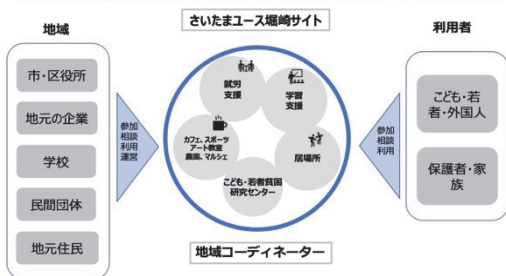 さいたまユース堀崎サイト
地域
利用者
市・区役所
地元の企業
学校
民間団体
地元住民
参加
相談
利用
運営
就労
支援
学習
支援
カフェ、スポーツ
アート教室
農園、マルシェ
居場所
こども・若者貧困
研究センター
参加
相談
利用
こども・若
者・外国人
保護者・家
族
地域コーディネーター